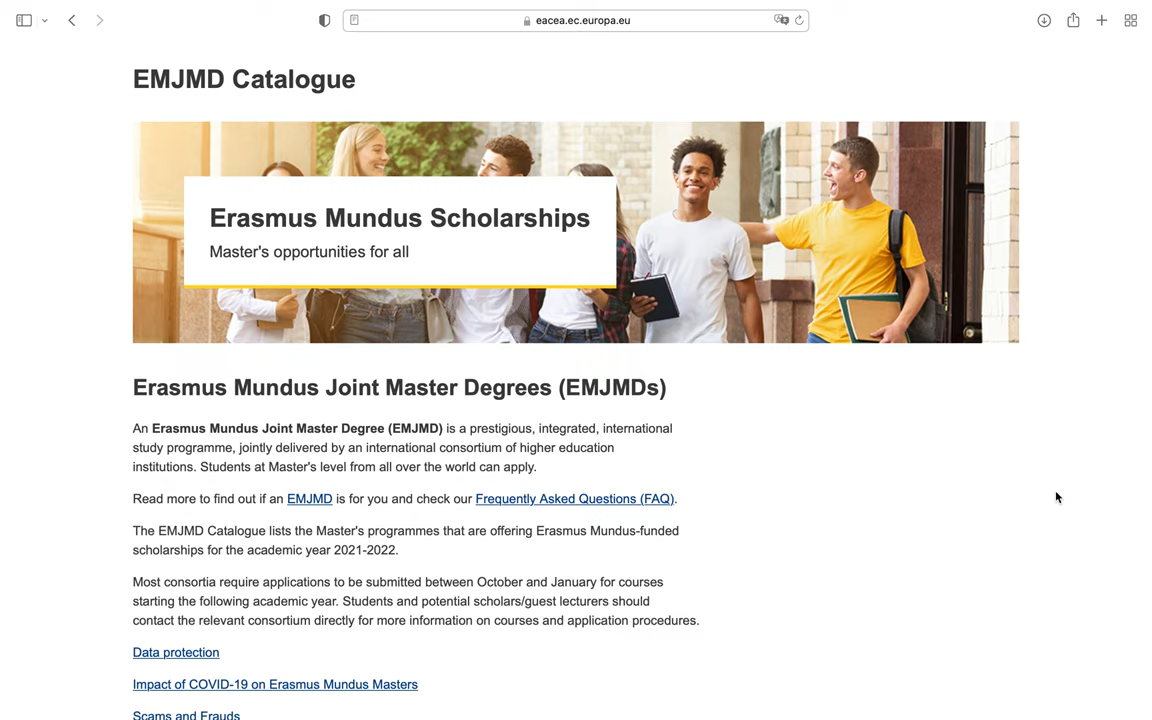 eacea.ec.europa.eu
EMJMD Catalogue
Erasmus Mundus Scholarships
Master's opportunities for all
Erasmus Mundus Joint Master Degrees (EMJMDs)
An Erasmus Mundus Joint Master Degree (EMJMD) is a prestigious, integrated, international
study programme, jointly delivered by an international consortium of higher education
institutions. Students at Master's level from all over the world can apply.
Read more to find out if an EMJMD is for you and check our Frequently Asked Questions (FAQ).
The EMJMD Catalogue lists the Master's programmes that are offering Erasmus Mundus-funded
scholarships for the academic year 2021-2022.
Most consortia require applications to be submitted between October and January for courses
starting the following academic year. Students and potential scholars/guest lecturers should
contact the relevant consortium directly for more information on courses and application procedures.
Data protection
Impact of COVID-19 on Erasmus Mundus Masters
Scams and Frauds